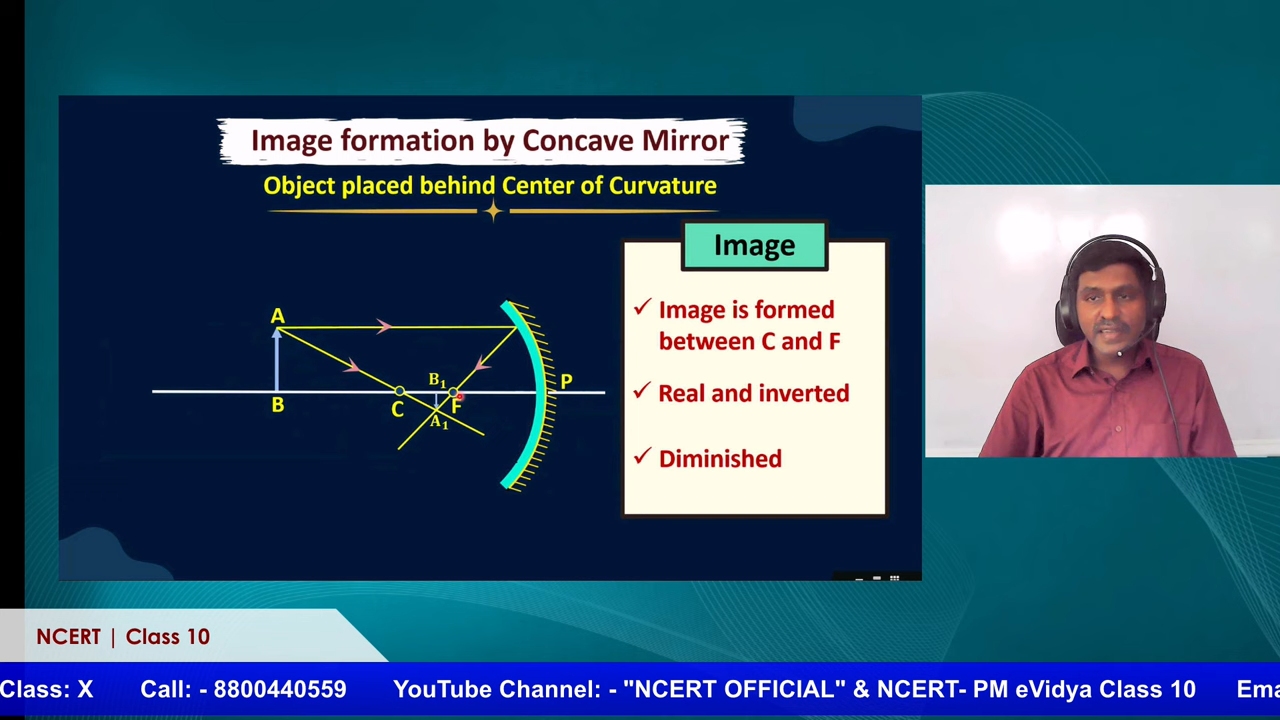 Image formation by Concave Mirror
Object placed behind Center of Curvature
Image
✓ Image is formed
between C and F
✓ Real and inverted
✓ Diminished
A
B
C
B₁
F
A₁
P
NCERT | Class 10
Class: X Call: - 8800440559 YouTube Channel: - "NCERT OFFICIAL" & NCERT- PM eVidya Class 10 Ema